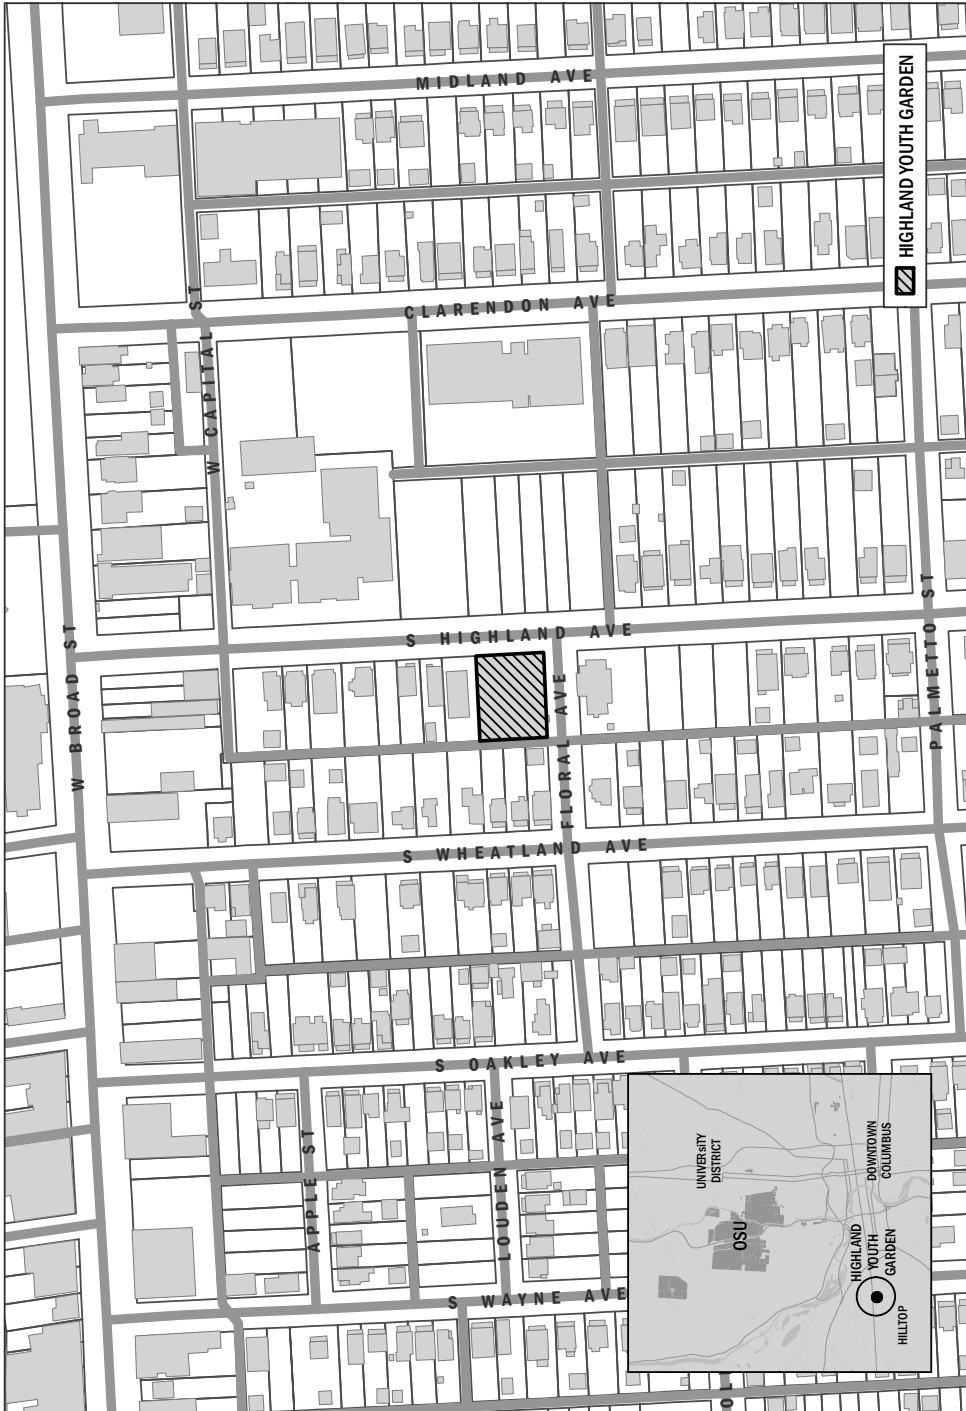 MIDLAND AVE
HIGHLAND YOUTH GARDEN
CLARENDON AVE
W CAPITAL ST
S HIGHLAND AVE
W BROAD ST
PALMETTO ST
FLORAL AVE
S WHEATLAND AVE
S OAKLEY AVE
APPLE ST
LOUDEN AVE
S WAYNE AVE
UNIVERSITY
DISTRICT
OSU
DOWNTOWN
COLUMBUS
HIGHLAND
YOUTH
GARDEN
HILLTOP